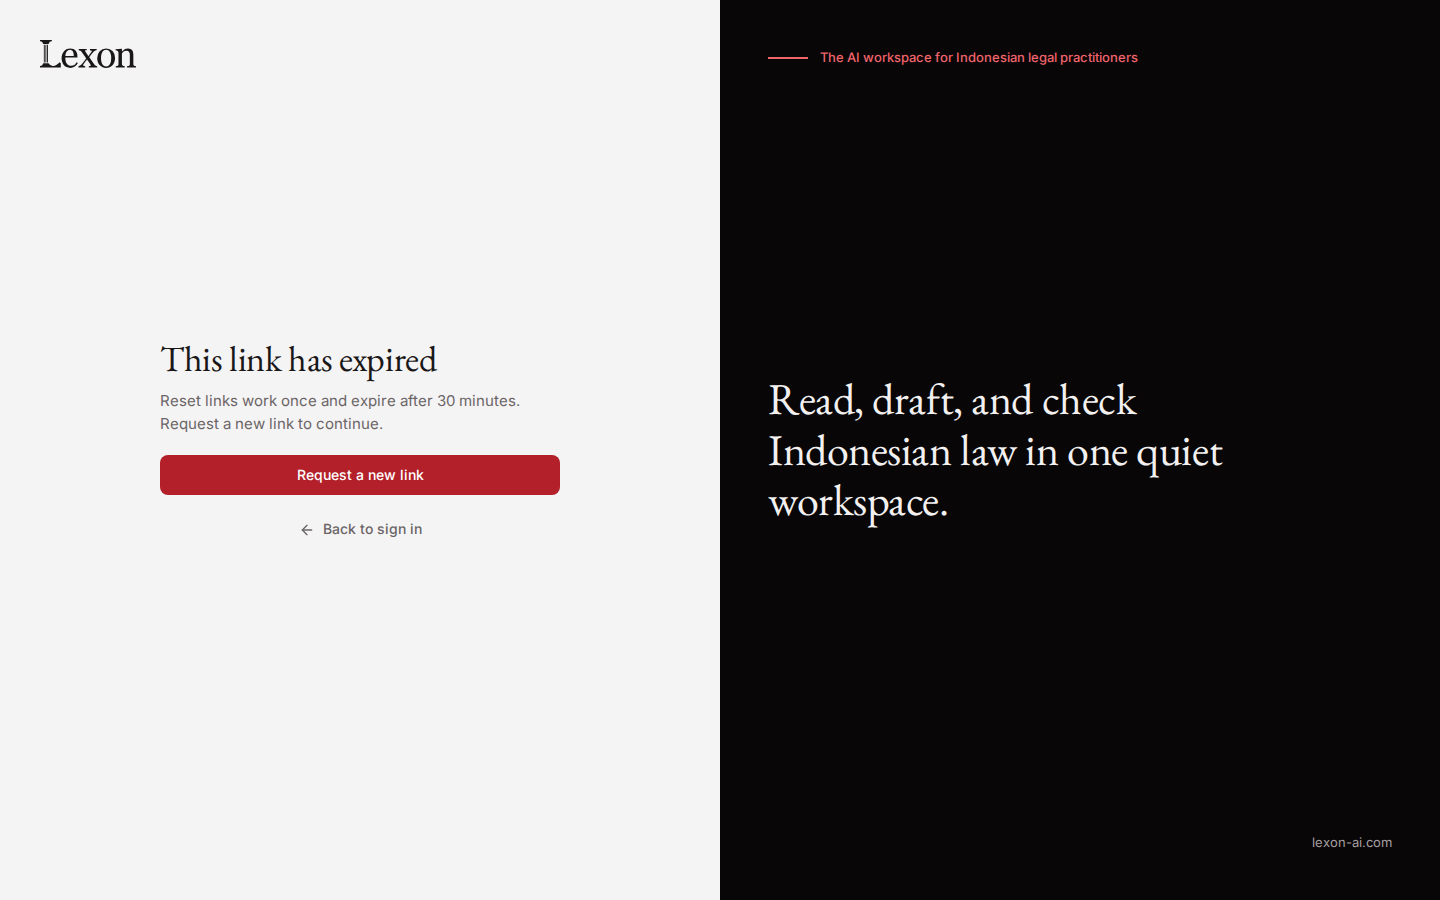 Lexon
This link has expired
Reset links work once and expire after 30 minutes.
Request a new link to continue.
Request a new link
Back to sign in
The AI workspace for Indonesian legal practitioners
Read, draft, and check
Indonesian law in one quiet
workspace.
lexon-ai.com